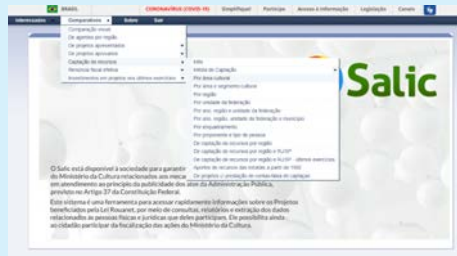 BRASIL CORONAVÍRUS (COVID-19) Simplifique! Participe Acesso à informação Legislação Canais
Comparativos Sobre Sair
Comparação anual
De agentes por região
De projetos apresentados
De projetos aprovados
Captação de recursos
Renúncia fiscal efetiva
Investimentos em projetos nos últimos exercícios
Mês
Média de Captação
Por área cultural
Por área e segmento cultural
Por região
Por unidade da federação
Por ano, região e unidade da federação
Por ano, região, unidade da federação e município
Por enquadramento
Por proponente e tipo de pessoa
De captação de recursos por região
De captação de recursos por região e PJ/PF
De captação de recursos por região e PJ/PF - últimos exercícios
Aportes de recursos das estatais a partir de
De projetos c/ prestação de contas/faixa de captação
Salic
O Salic está disponível à sociedade para garantir
do Ministério da Cultura relacionados aos
em atendimento ao princípio da publicidade dos atos da Administração Pública,
previsto no Artigo 37 da Constituição Federal.
Este sistema é uma ferramenta para acessar rapidamente informações sobre os Projetos
beneficiados pela Lei Rouanet, por meio de consultas, relatórios e extração dos dados
relacionados às pessoas físicas e jurídicas que deles participam. Ele possibilita ainda
ao cidadão participar da fiscalização das ações do Ministério da Cultura.